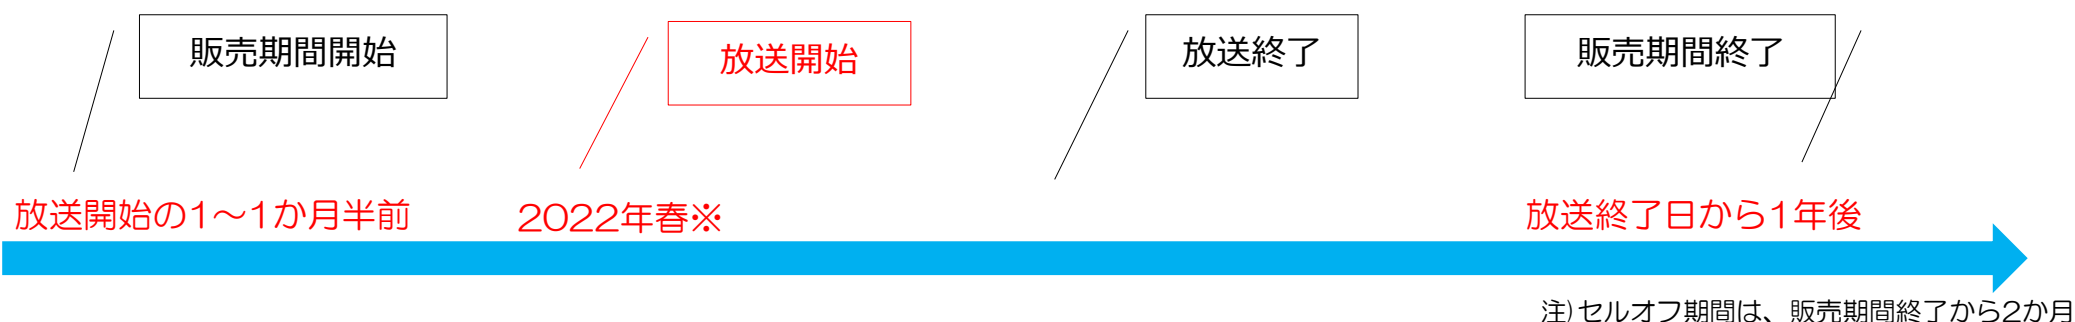 販売期間開始
放送開始
放送終了
販売期間終了
放送開始の1～1か月半前
2022年春※
放送終了日から1年後
注)セルオフ期間は、販売期間終了から2か月